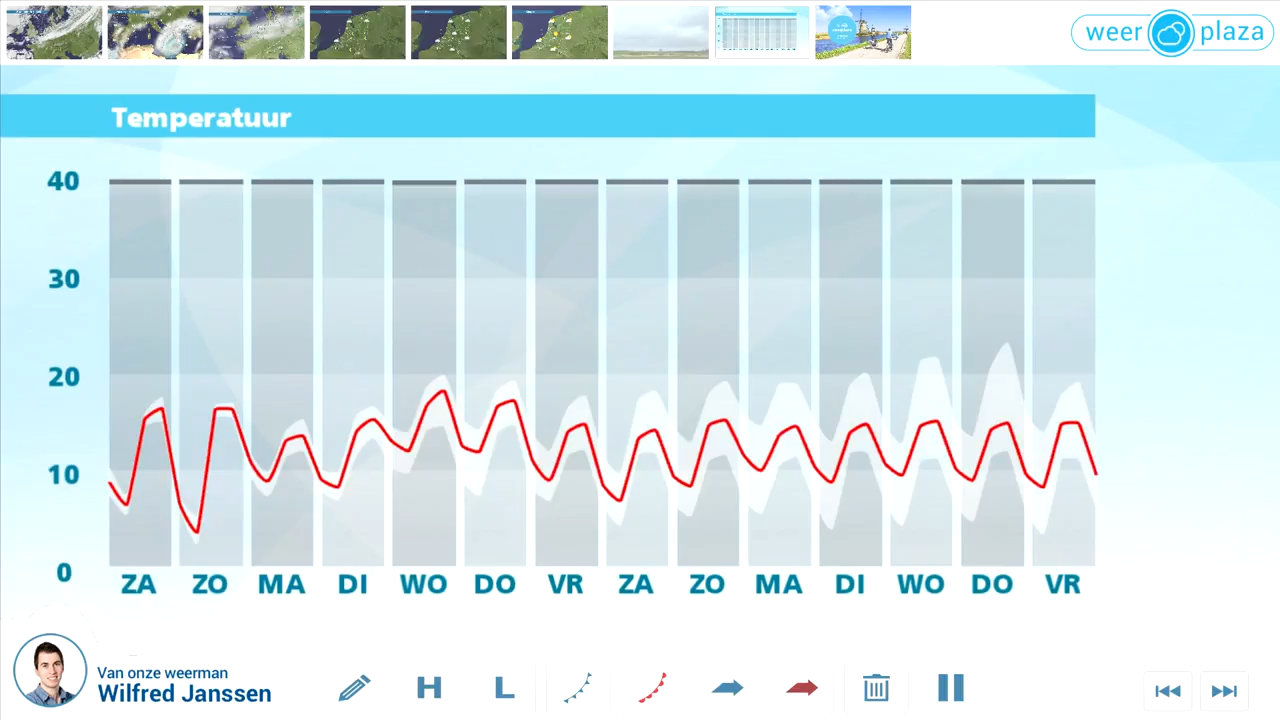 weer plaza
Temperatuur
40
30
20
10
0
ZA ZO MA DI WO DO VR ZA ZO MA DI WO DO VR
Van onze weerman
Wilfred Janssen
H L